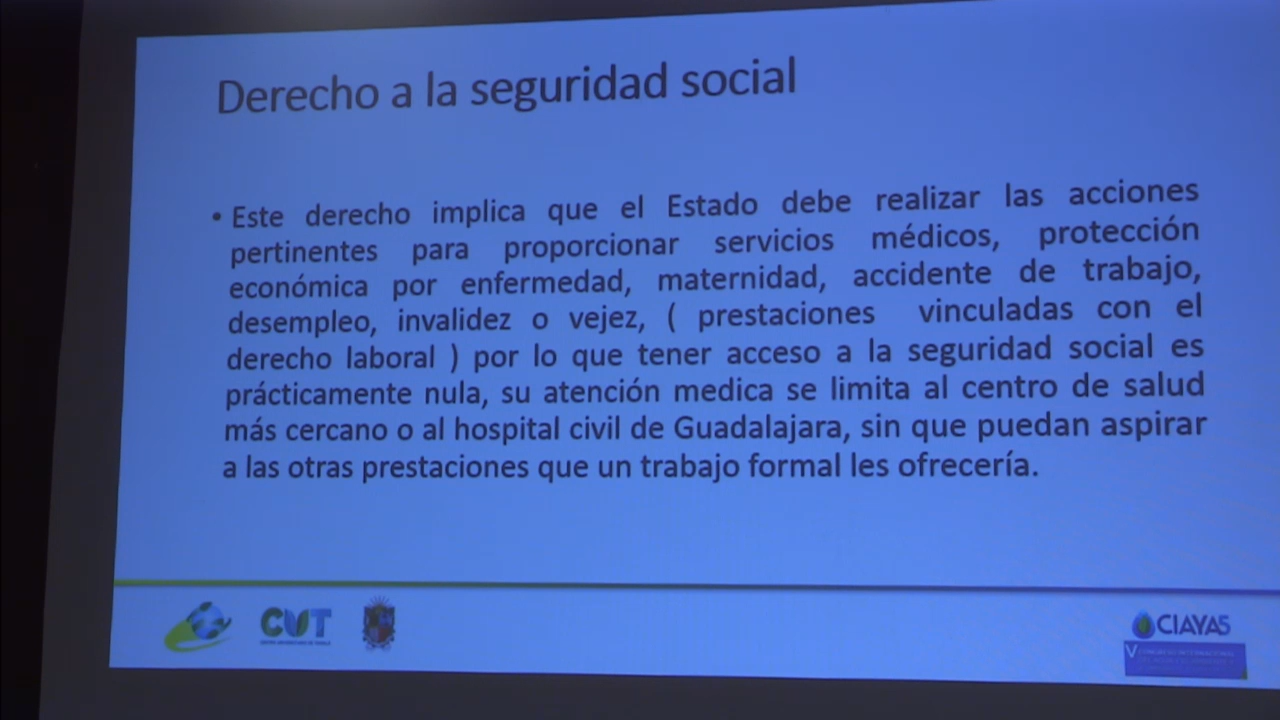 Derecho a la seguridad social
• Este derecho implica que el Estado debe realizar las acciones
pertinentes para proporcionar servicios médicos, protección
económica por enfermedad, maternidad, accidente de trabajo,
desempleo, invalidez o vejez, ( prestaciones vinculadas con el
derecho laboral ) por lo que tener acceso a la seguridad social es
prácticamente nula, su atención medica se limita al centro de salud
más cercano o al hospital civil de Guadalajara, sin que puedan aspirar
a las otras prestaciones que un trabajo formal les ofrecería.
CUT
CIAYA5
V CONGRESO INTERNACIONAL